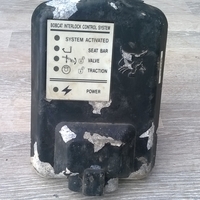 BOBCAT INTERLOCK CONTROL SYSTEM
SYSTEM ACTIVATED
SEAT BAR
VALVE
TRACTION
POWER